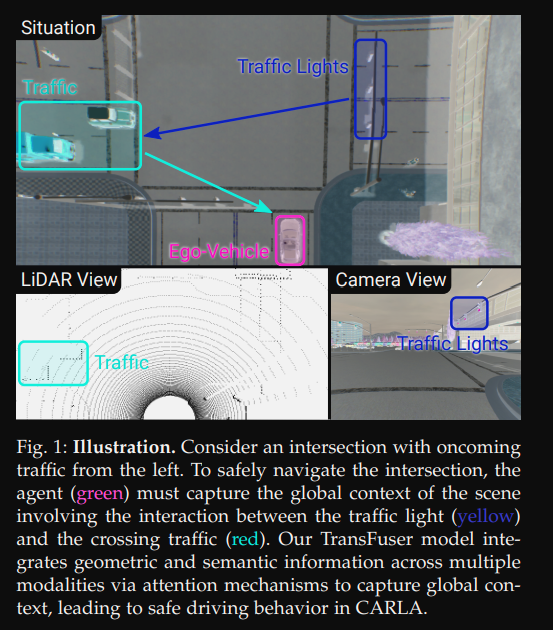 Situation
Traffic Lights
Traffic
Ego-Vehicle
LiDAR View
Camera View
Traffic
Traffic Lights
Fig. 1: Illustration. Consider an intersection with oncoming
traffic from the left. To safely navigate the intersection, the
agent (green) must capture the global context of the scene
involving the interaction between the traffic light (yellow)
and the crossing traffic (red). Our TransFuser model inte-
grates geometric and semantic information across multiple
modalities via attention mechanisms to capture global con-
text, leading to safe driving behavior in CARLA.